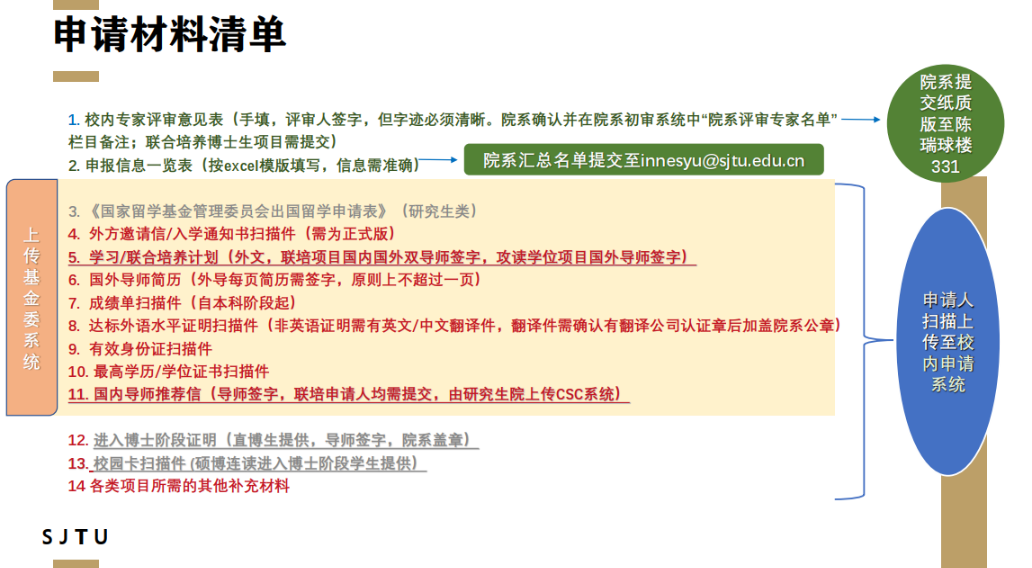 申请材料清单
1. 校内专家评审意见表（手填，评审人签字，但字迹必须清晰。院系确认并在院系初审系统中“院系评审专家名单”
栏目备注；联合培养博士生项目需提交）
2. 申报信息一览表（按excel模版填写，信息需准确）
院系汇总名单提交至innesyu@sjtu.edu.cn
院系提
交纸质
版至陈
瑞球楼
331
上传基金委系统
3. 《国家留学基金管理委员会出国留学申请表》（研究生类）
4. 外方邀请信/入学通知书扫描件（需为正式版）
5. 学习/联合培养计划（外文，联培项目国内国外双导师签字，攻读学位项目国外导师签字）
6. 国外导师简历（外导每页简历需签字，原则上不超过一页）
7. 成绩单扫描件（自本科阶段起）
8. 达标外语水平证明扫描件（非英语证明需有英文/中文翻译件，翻译件需确认有翻译公司认证章后加盖院系公章）
9. 有效身份证扫描件
10. 最高学历/学位证书扫描件
11. 国内导师推荐信（导师签字，联培申请人均需提交，由研究生院上传CSC系统）
12. 进入博士阶段证明（直博生提供，导师签字，院系盖章）
13. 校园卡扫描件 (硕博连读进入博士阶段学生提供）
14 各类项目所需的其他补充材料
申请人
扫描上
传至校
内申请
系统
SJTU